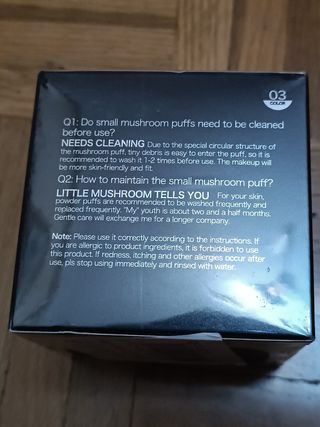 03
COLOR
Q1: Do small mushroom puffs need to be cleaned
before use?
NEEDS CLEANING Due to the special circular structure of
the mushroom puff, tiny debris is easy to enter the puff, so it is
recommended to wash it 1-2 times before use. The makeup will
be more skin-friendly and fit.
Q2: How to maintain the small mushroom puff?
LITTLE MUSHROOM TELLS YOU For your skin,
powder puffs are recommended to be washed frequently and
replaced frequently. "My" youth is about two and a half months.
Gentle care will exchange me for a longer company.
Note: Please use it correctly according to the instructions. If
you are allergic to product ingredients, it is forbidden to use
this product. If redness, itching and other allergies occur after
use, pls stop using immediately and rinsed with water.